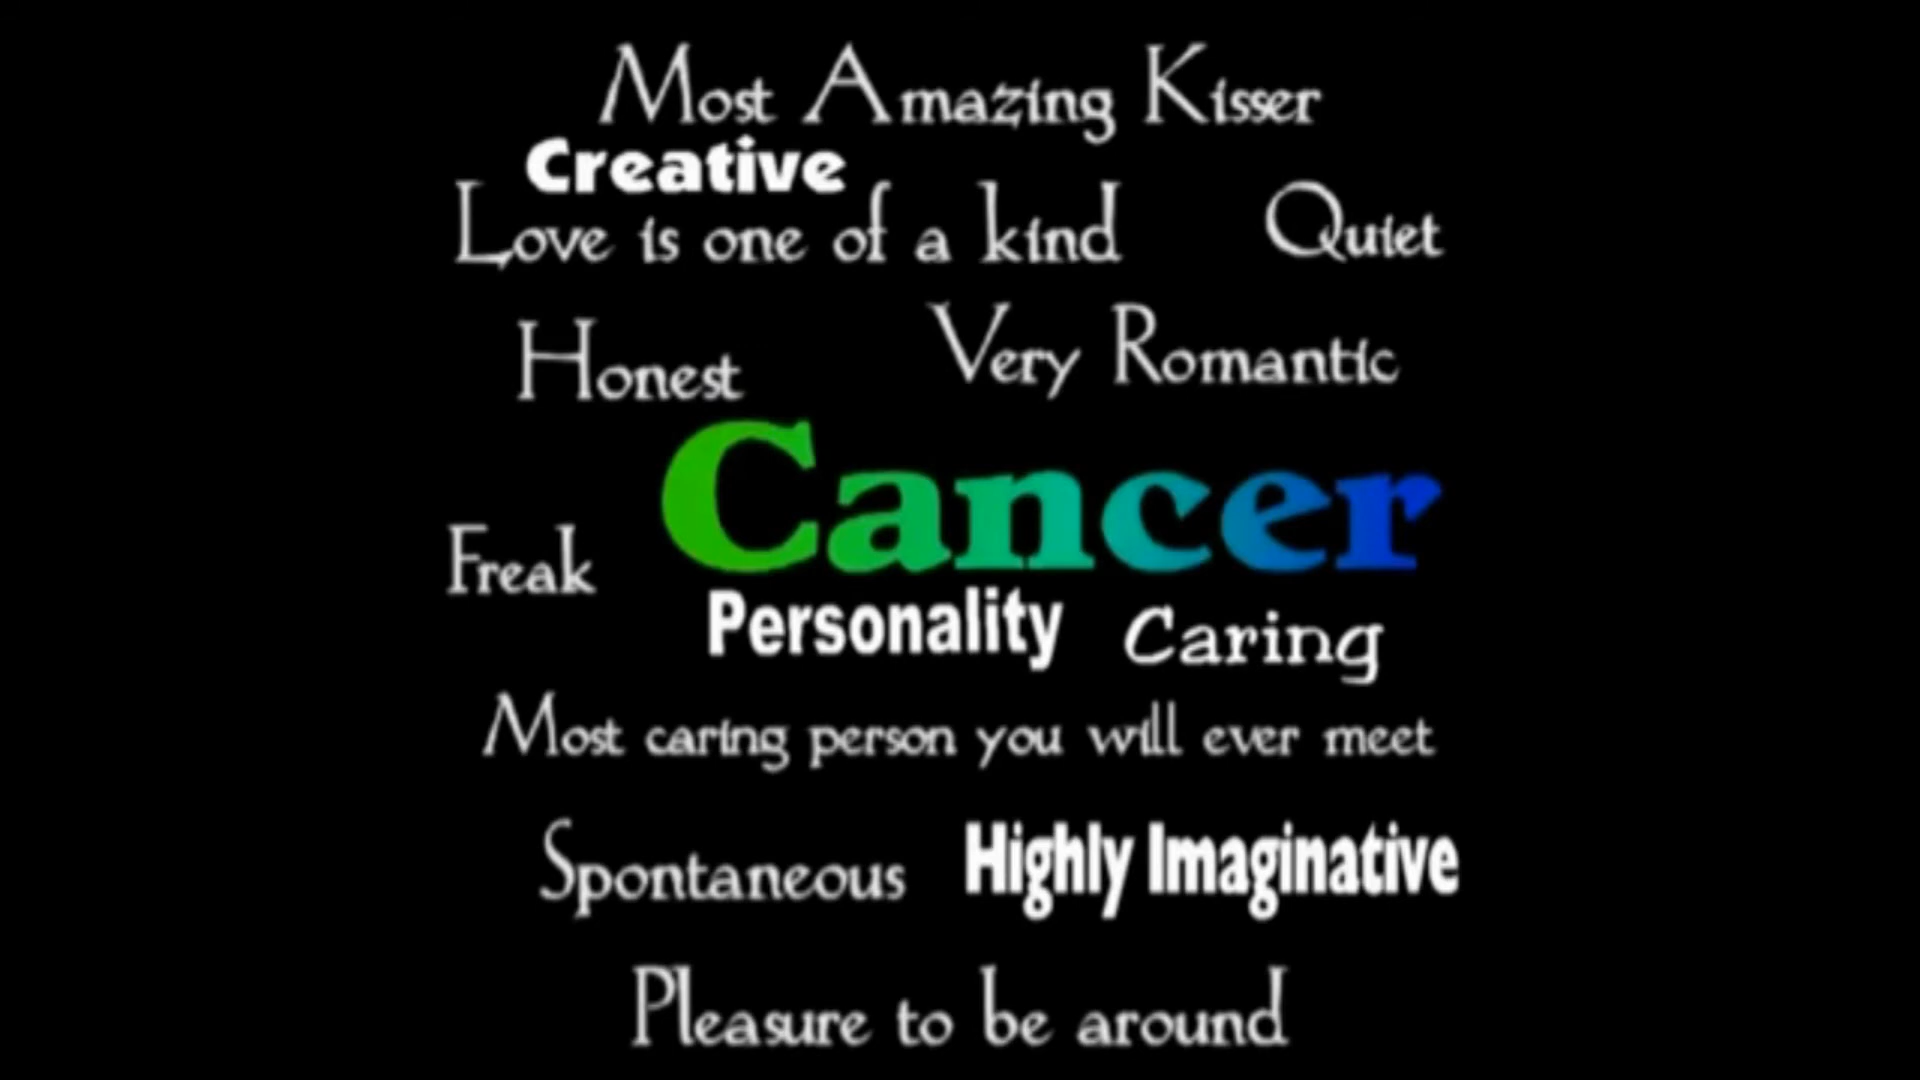 Most Amazing Kisser
Creative
Love is one of a kind
Quiet
Honest
Very Romantic
Cancer
Freak
Personality
Caring
Most caring person you will ever meet
Spontaneous
Highly Imaginative
Pleasure to be around